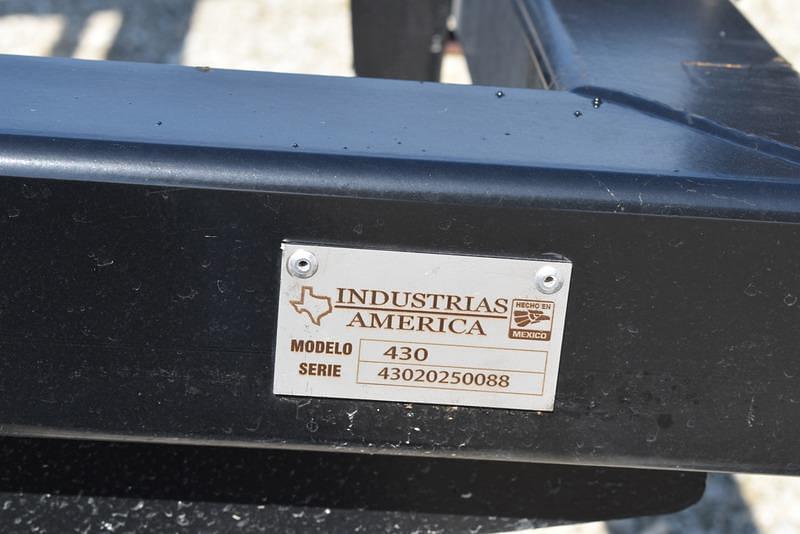 INDUSTRIAS
AMERICA
HECHO EN
MEXICO
MODELO 430
SERIE 43020250088